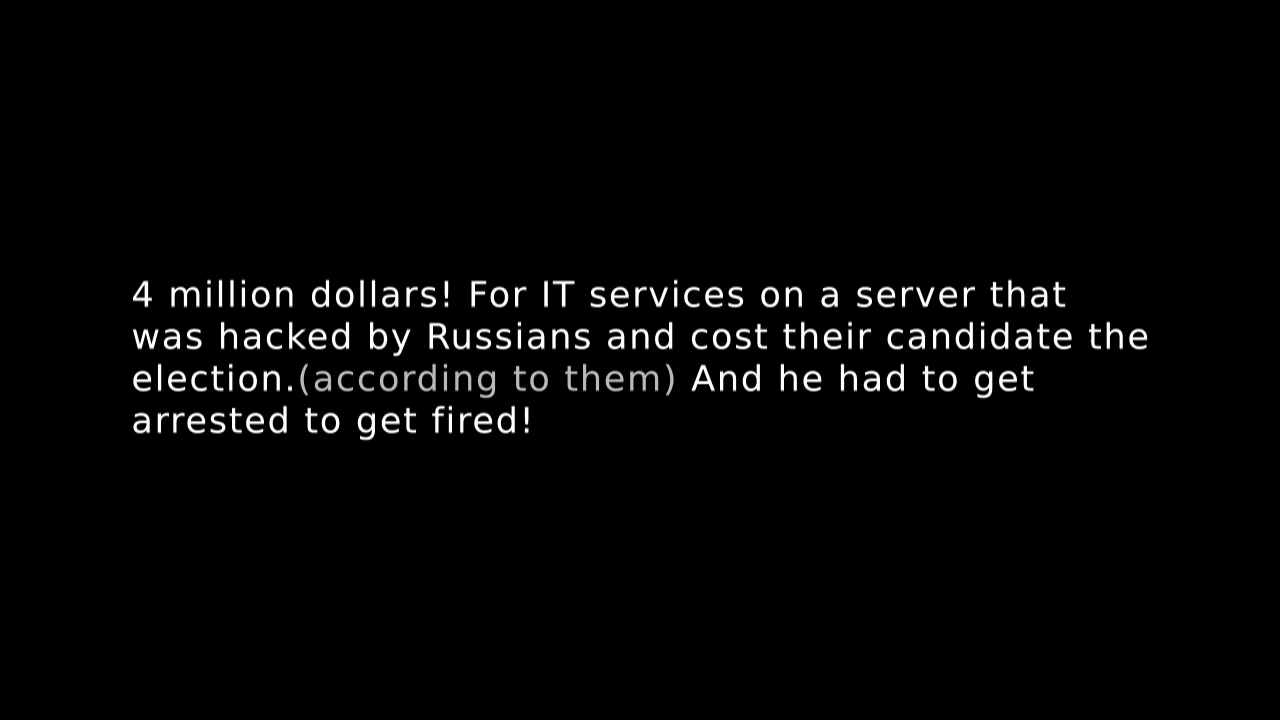 4 million dollars! For IT services on a server that
was hacked by Russians and cost their candidate the
election.(according to them) And he had to get
arrested to get fired!